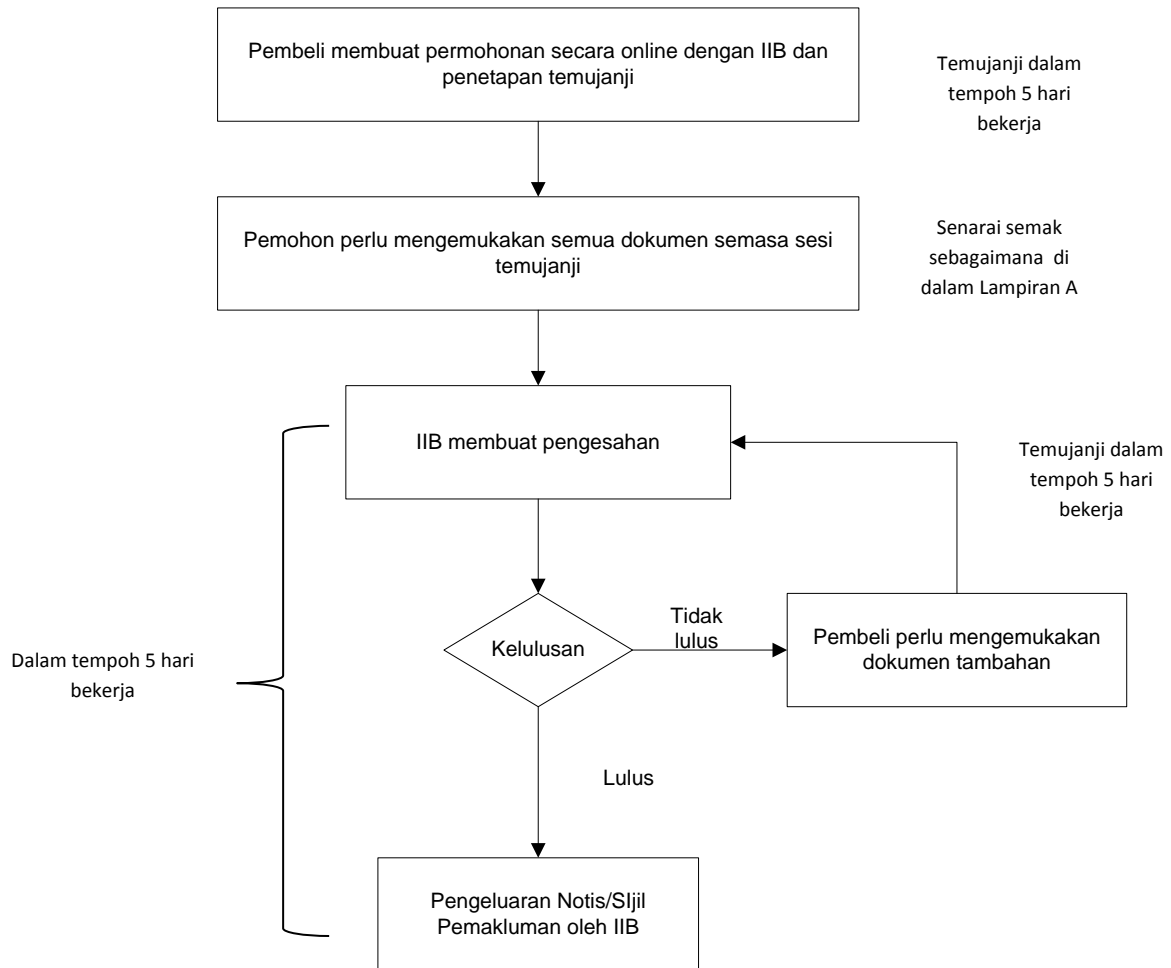 Pembeli membuat permohonan secara online dengan IIB dan
penetapan temujanji
Temujanji dalam
tempoh 5 hari
bekerja
Pemohon perlu mengemukakan semua dokumen semasa sesi
temujanji
Senarai semak
sebagaimana di
dalam Lampiran A
IIB membuat pengesahan
Temujanji dalam
tempoh 5 hari
bekerja
Kelulusan
Tidak
lulus
Pembeli perlu mengemukakan
dokumen tambahan
Dalam tempoh 5 hari
bekerja
Lulus
Pengeluaran Notis/SIjil
Pemakluman oleh IIB